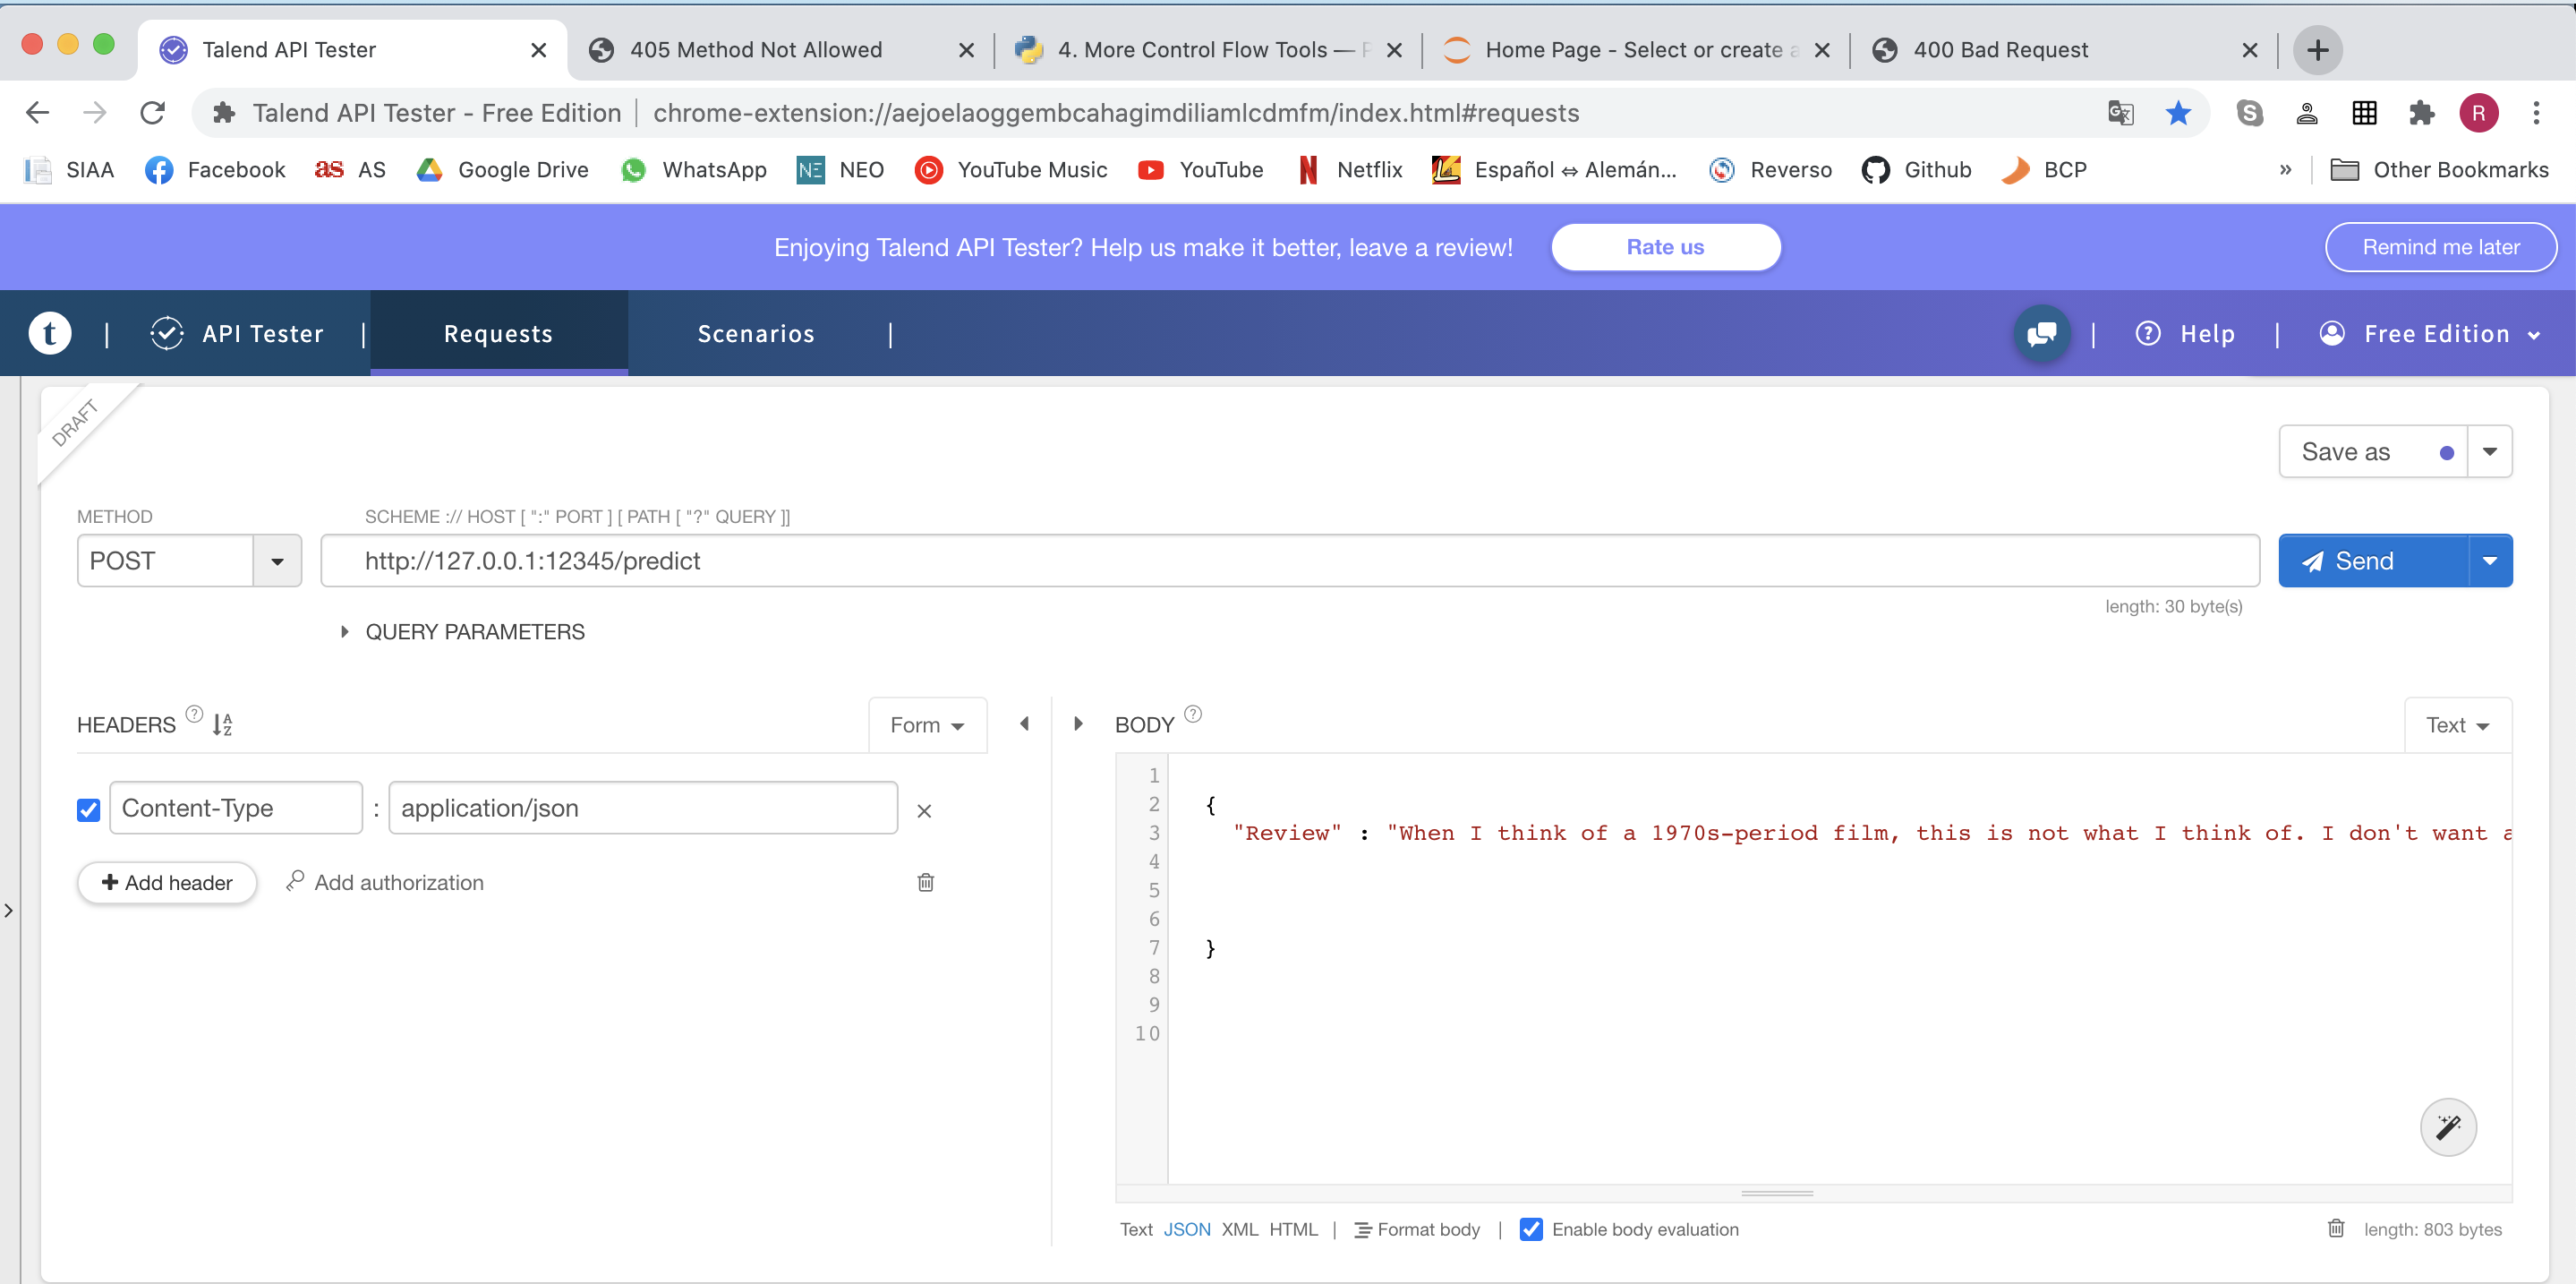 Talend API Tester
405 Method Not Allowed
4. More Control Flow Tools —
Home Page - Select or create
400 Bad Request
Talend API Tester - Free Edition | chrome-extension://aejoelaoggembcahagimdiliamlcdmfm/index.html#requests
R
SIAA Facebook AS Google Drive WhatsApp NEO YouTube Music YouTube Netflix Español ⇔ Alemán... Reverso Github BCP » Other Bookmarks
Enjoying Talend API Tester? Help us make it better, leave a review! Rate us Remind me later
t | API Tester | Requests Scenarios | | Help | Free Edition
DRAFT
Save as
METHOD SCHEME :// HOST [ ":" PORT ] [ PATH [ "?" QUERY ]]
POST http://127.0.0.1:12345/predict Send
length: 30 byte(s)
QUERY PARAMETERS
HEADERS ? Form BODY ? Text
Content-Type : application/json
+ Add header Add authorization
1
2 {
3 "Review" : "When I think of a 1970s-period film, this is not what I think of. I don't want
4
5
6
7 }
8
9
10
Text JSON XML HTML | Format body | Enable body evaluation length: 803 bytes